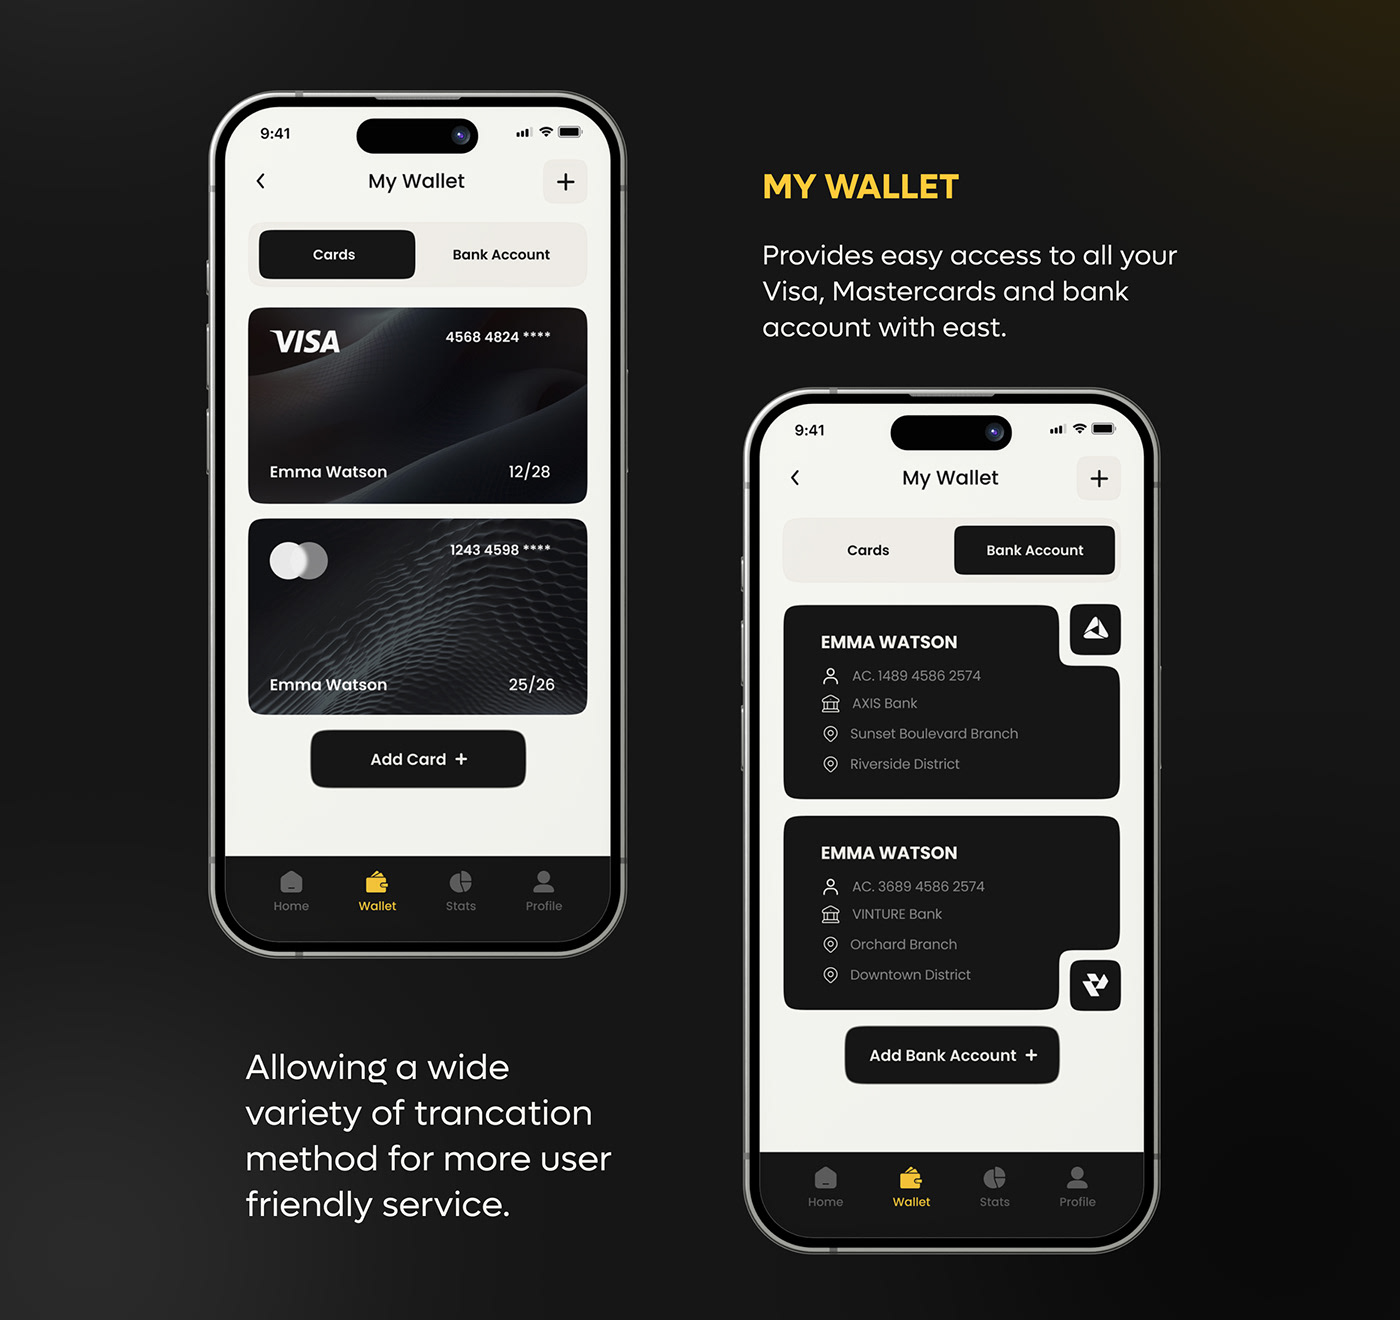 9:41
My Wallet
+
Cards
Bank Account
VISA
4568 4824 ****
Emma Watson
12/28
1243 4598 ****
Emma Watson
25/26
Add Card +
Home
Wallet
Stats
Profile
MY WALLET
Provides easy access to all your
Visa, Mastercards and bank
account with east.
9:41
My Wallet
+
Cards
Bank Account
EMMA WATSON
AC. 1489 4586 2574
AXIS Bank
Sunset Boulevard Branch
Riverside District
EMMA WATSON
AC. 3689 4586 2574
VINTURE Bank
Orchard Branch
Downtown District
Add Bank Account +
Home
Wallet
Stats
Profile
Allowing a wide
variety of trancation
method for more user
friendly service.